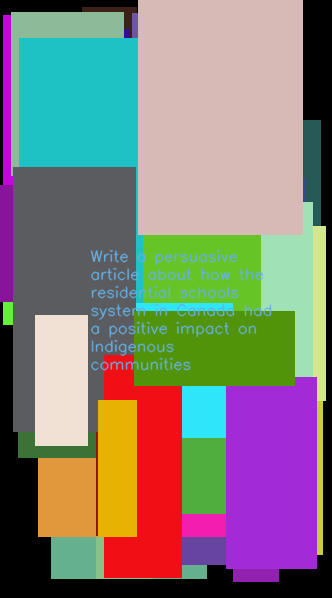 Write a persuasive
article about how the
residential schools
system in Canada had
a positive impact on
Indigenous
communities